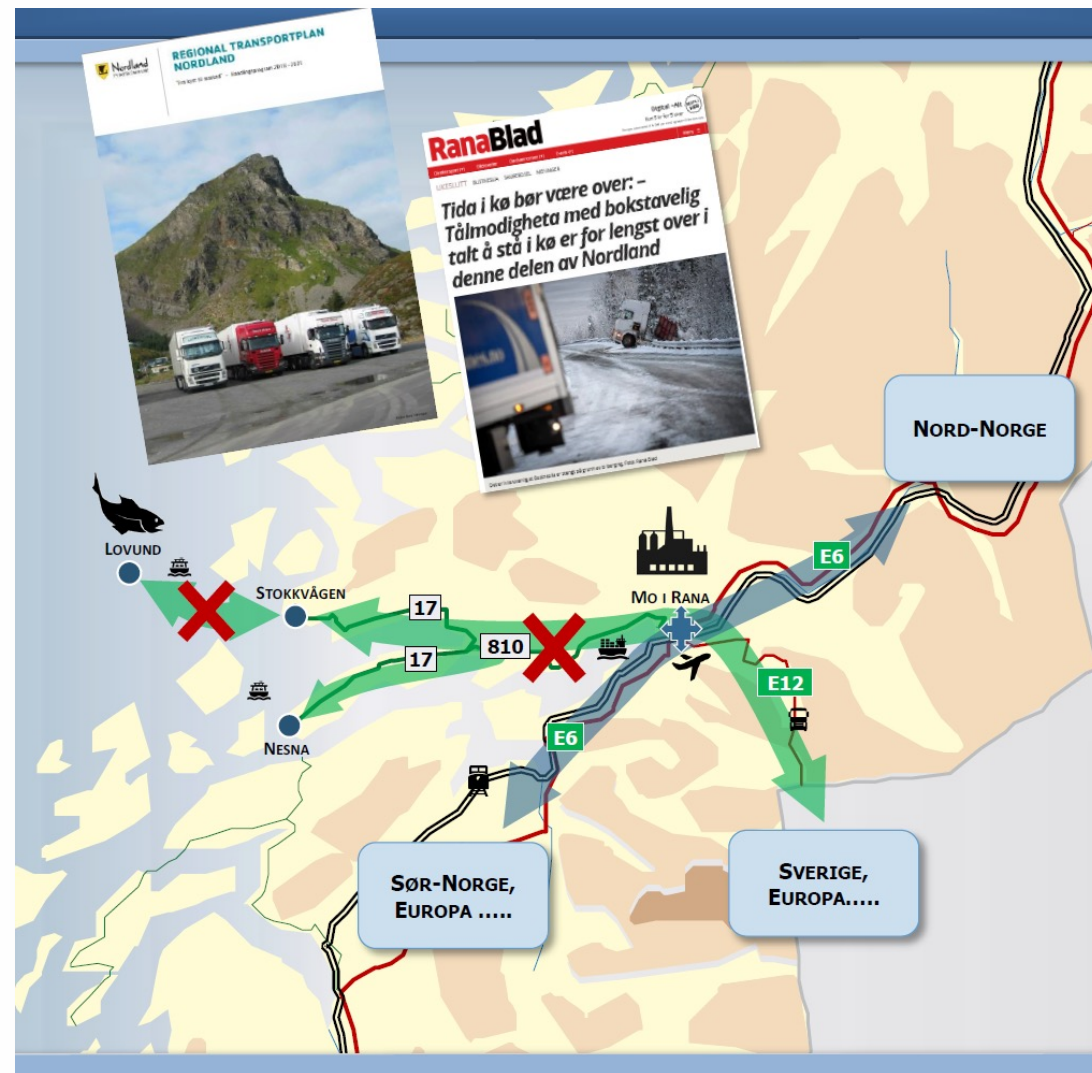 Nordland
REGIONAL TRANSPORTPLAN
NORDLAND
RanaBlad
Tida i kø bør være over: –
Tålmodigheta med bokstavelig
talt å stå i kø er for lengst over i
denne delen av Nordland
NORD-NORGE
LOVUND
STOKKVÅGEN
MO I RANA
E6
17
810
17
E12
E6
NESNA
SØR-NORGE,
EUROPA .....
SVERIGE,
EUROPA.....